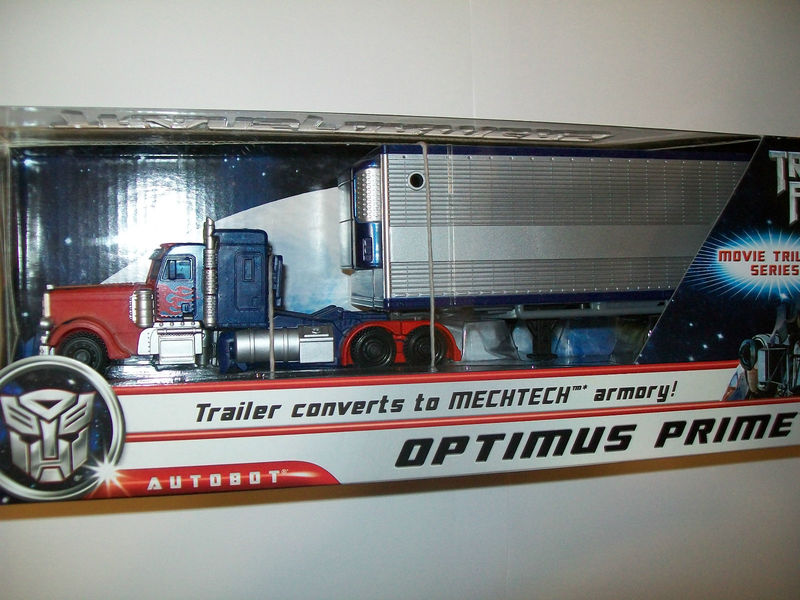 MOVIE TRIL
SERIES
Trailer converts to MECHTECH™* armory!
OPTIMUS PRIME
AUTOBOT®